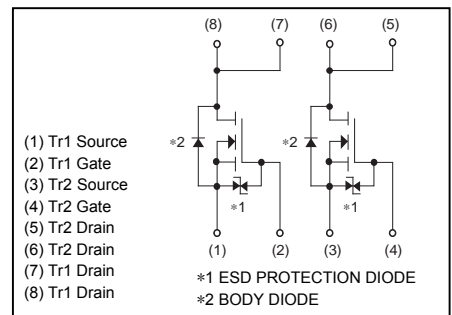 (8) (7) (6) (5)
∗2 ∗2
∗1 ∗1
(1) (2) (3) (4)
(1) Tr1 Source
(2) Tr1 Gate
(3) Tr2 Source
(4) Tr2 Gate
(5) Tr2 Drain
(6) Tr2 Drain
(7) Tr1 Drain
(8) Tr1 Drain
∗1 ESD PROTECTION DIODE
∗2 BODY DIODE